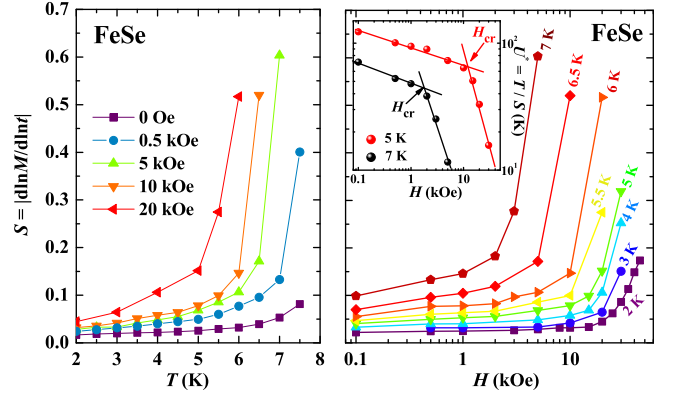 FeSe
0 Oe
0.5 kOe
5 kOe
10 kOe
20 kOe
S = |dlnM/dlnt|
0.7
0.6
0.5
0.4
0.3
0.2
0.1
0.0
2 3 4 5 6 7 8
T (K)
FeSe
7 K
6.5 K
6 K
5.5 K
5 K
4 K
3 K
2 K
0.1 1 10
H (kOe)
Hcr
Hcr
5 K
7 K
10²
10¹
U* = T / S (K)
0.1 1 10
H (kOe)